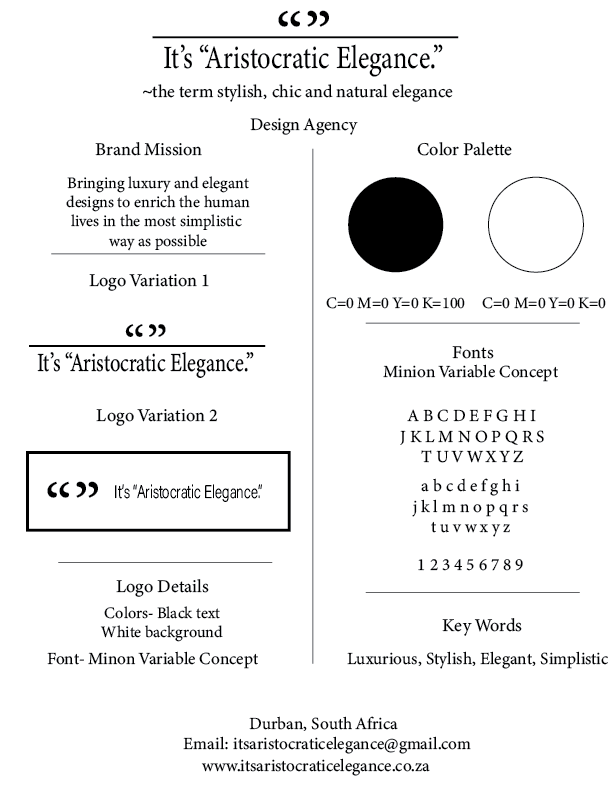 “ ”
It’s “Aristocratic Elegance.”
~the term stylish, chic and natural elegance
Design Agency
Brand Mission
Bringing luxury and elegant
designs to enrich the human
lives in the most simplistic
way as possible
Logo Variation 1
“ ”
It’s “Aristocratic Elegance.”
Logo Variation 2
“ ” It’s “Aristocratic Elegance.”
Logo Details
Colors- Black text
White background
Font- Minon Variable Concept
Color Palette
C=0 M=0 Y=0 K=100 C=0 M=0 Y=0 K=0
Fonts
Minion Variable Concept
A B C D E F G H I
J K L M N O P Q R S
T U V W X Y Z
a b c d e f g h i
j k l m n o p q r s
t u v w x y z
1 2 3 4 5 6 7 8 9
Key Words
Luxurious, Stylish, Elegant, Simplistic
Durban, South Africa
Email: itsaristocraticelegance@gmail.com
www.itsaristocraticelegance.co.za